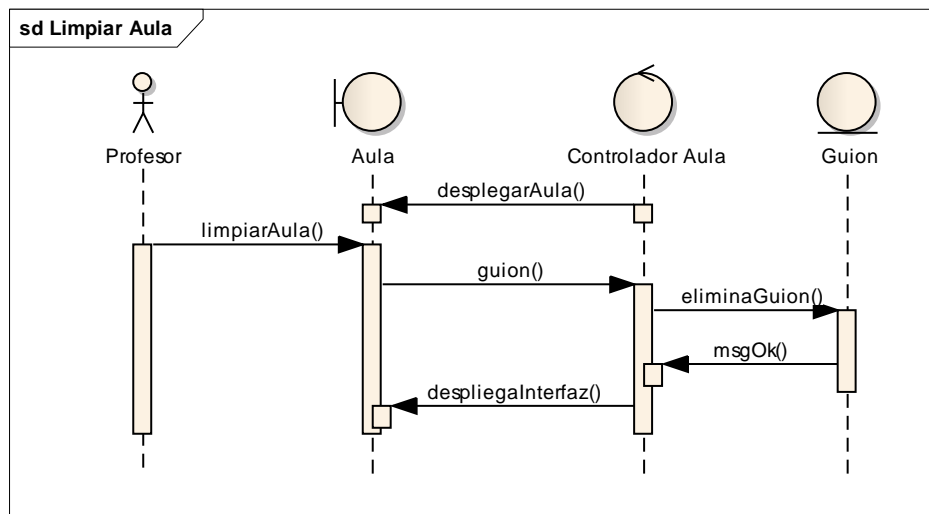 sd Limpiar Aula
Profesor
Aula
Controlador Aula
Guion
desplegarAula()
limpiarAula()
guion()
eliminaGuion()
msgOk()
despliegaInterfaz()